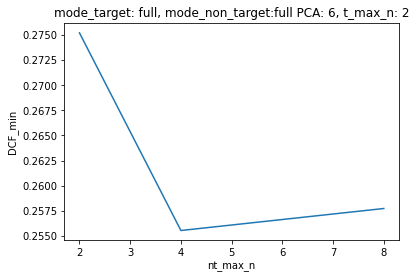 mode_target: full, mode_non_target:full PCA: 6, t_max_n: 2
0.2750
0.2725
0.2700
0.2675
0.2650
0.2625
0.2600
0.2575
0.2550
DCF_min
2 3 4 5 6 7 8
nt_max_n